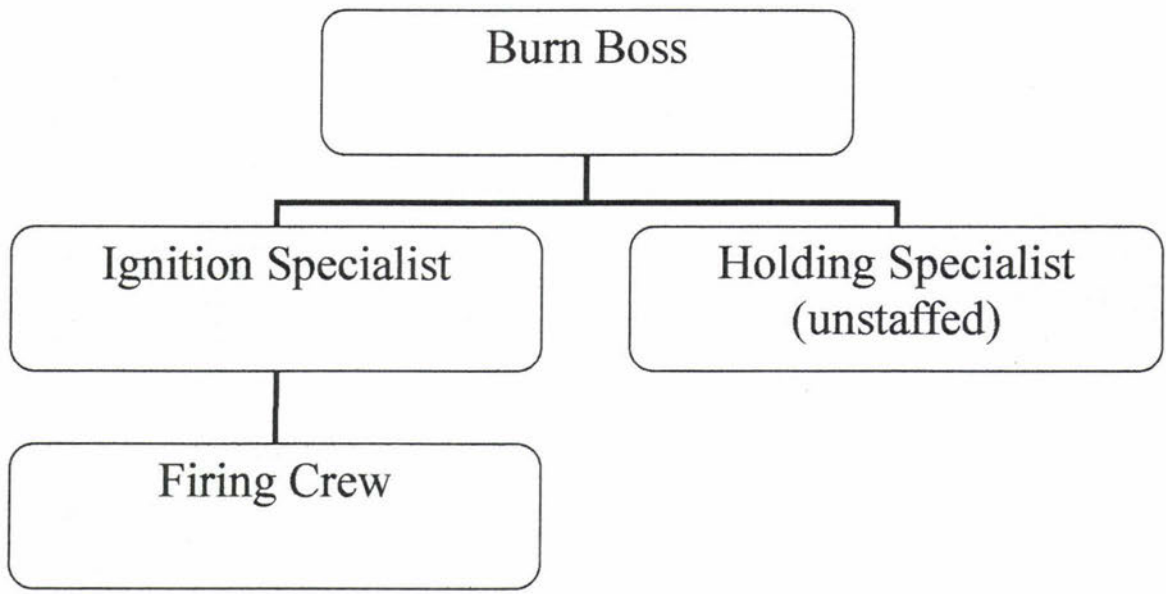 Burn Boss
Ignition Specialist
Holding Specialist
(unstaffed)
Firing Crew